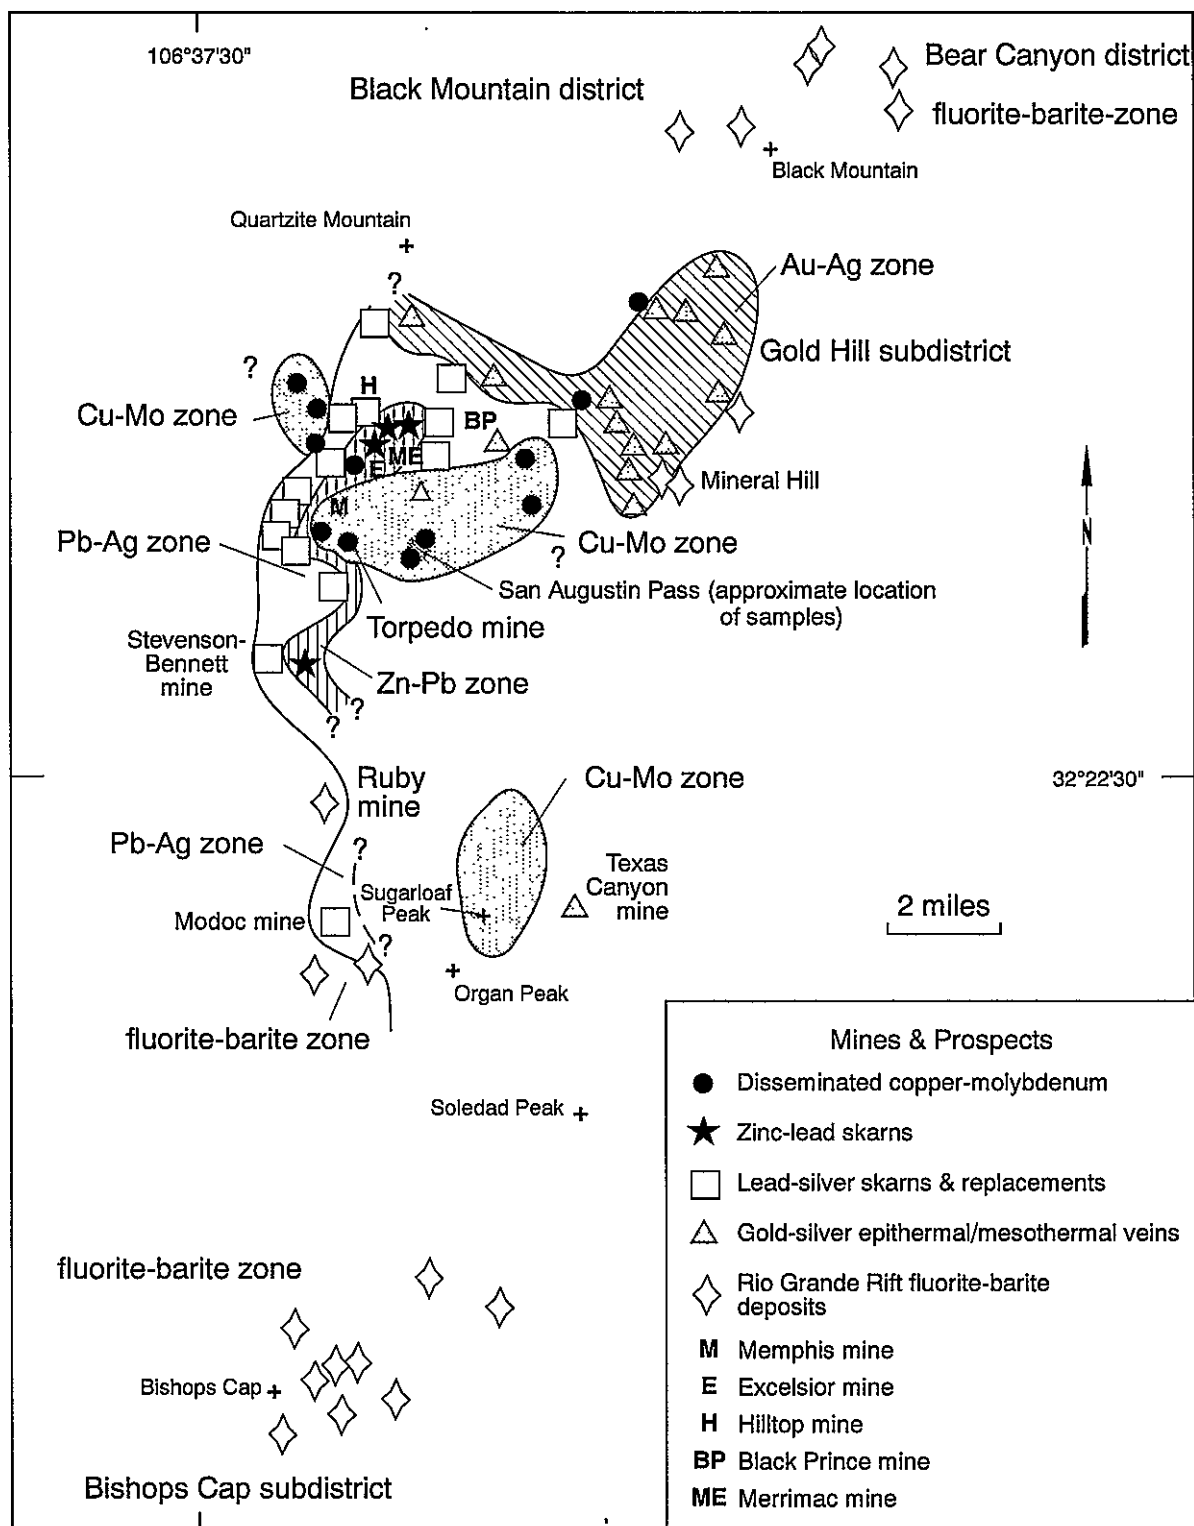 106°37'30"
Black Mountain district
Bear Canyon district
fluorite-barite-zone
Black Mountain
Quartzite Mountain
?
Au-Ag zone
Gold Hill subdistrict
?
Cu-Mo zone
H
BP
ME
E
M
Mineral Hill
Pb-Ag zone
?
Cu-Mo zone
San Augustin Pass (approximate location
of samples)
Torpedo mine
N
Stevenson-
Bennett
mine
Zn-Pb zone
?
?
Ruby
mine
Cu-Mo zone
32°22'30"
Pb-Ag zone
?
Sugarloaf
Peak
Texas
Canyon
mine
Modoc mine
?
2 miles
Organ Peak
fluorite-barite zone
Soledad Peak
fluorite-barite zone
Bishops Cap
Bishops Cap subdistrict
Mines & Prospects
Disseminated copper-molybdenum
Zinc-lead skarns
Lead-silver skarns & replacements
Gold-silver epithermal/mesothermal veins
Rio Grande Rift fluorite-barite
deposits
M Memphis mine
E Excelsior mine
H Hilltop mine
BP Black Prince mine
ME Merrimac mine